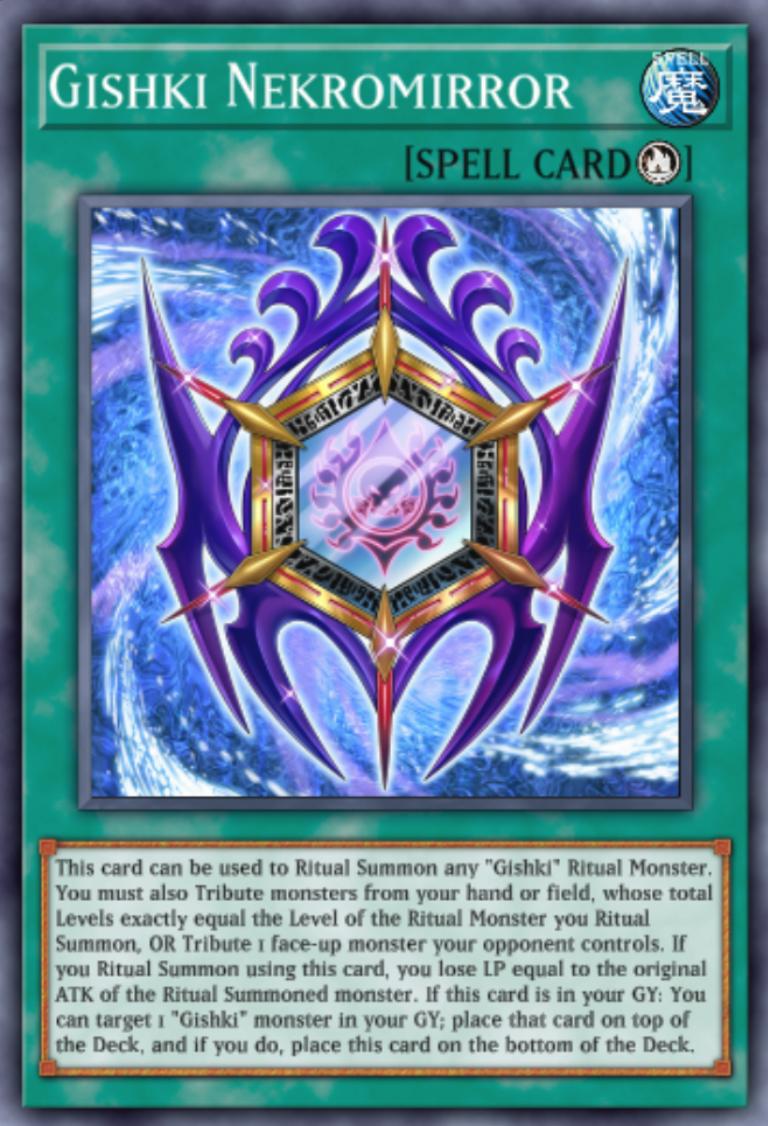 Gishki Nekromirror
SPELL
魔
[SPELL CARD]
This card can be used to Ritual Summon any "Gishki" Ritual Monster.
You must also Tribute monsters from your hand or field, whose total
Levels exactly equal the Level of the Ritual Monster you Ritual
Summon, OR Tribute 1 face-up monster your opponent controls. If
you Ritual Summon using this card, you lose LP equal to the original
ATK of the Ritual Summoned monster. If this card is in your GY: You
can target 1 "Gishki" monster in your GY; place that card on top of
the Deck, and if you do, place this card on the bottom of the Deck.